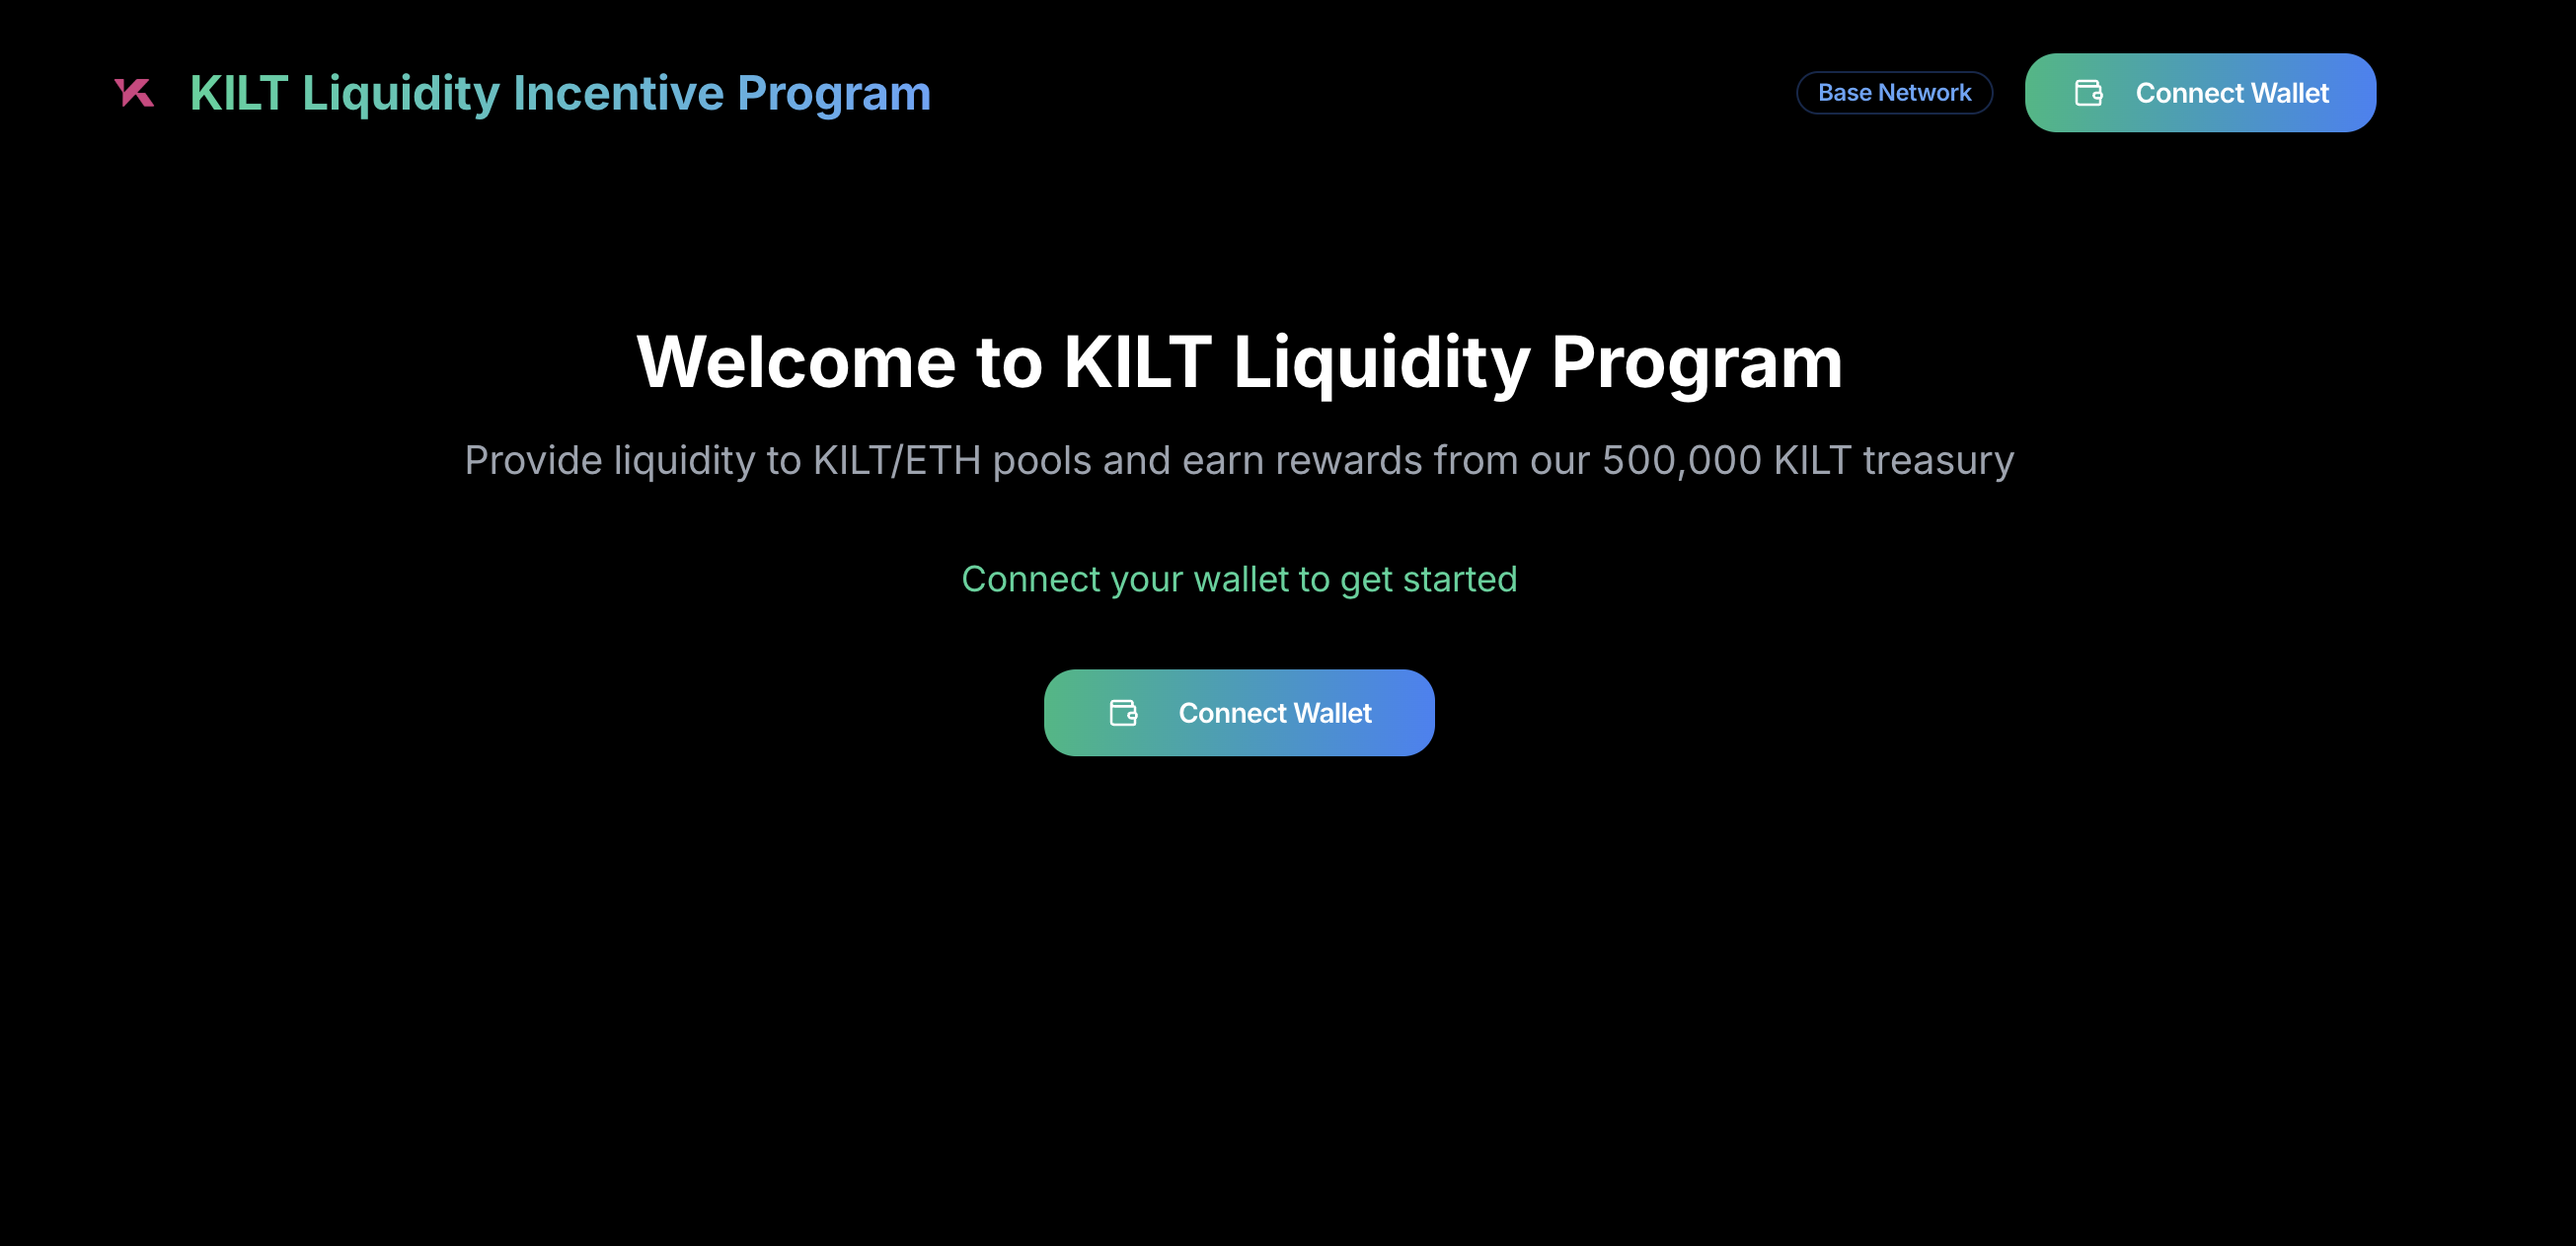 KILT Liquidity Incentive Program
Base Network
Connect Wallet
Welcome to KILT Liquidity Program
Provide liquidity to KILT/ETH pools and earn rewards from our 500,000 KILT treasury
Connect your wallet to get started
Connect Wallet